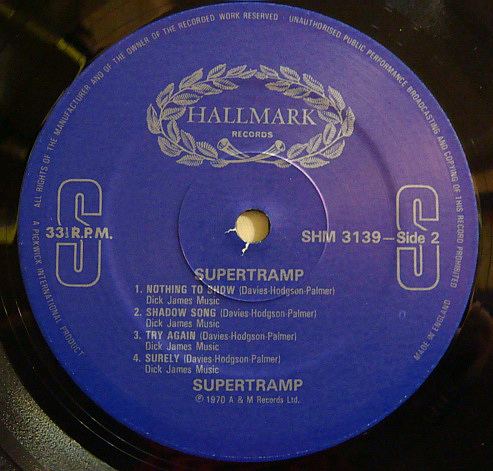 ALL RIGHTS OF THE MANUFACTURER AND OF THE OWNER OF THE RECORDED WORK RESERVED · UNAUTHORISED PUBLIC PERFORMANCE BROADCASTING AND COPYING OF THIS RECORD PROHIBITED
HALLMARK
RECORDS
S
S
33⅓ R.P.M.
SHM 3139—Side 2
SUPERTRAMP
1. NOTHING TO SHOW (Davies-Hodgson-Palmer)
Dick James Music
2. SHADOW SONG (Davies-Hodgson-Palmer)
Dick James Music
3. TRY AGAIN (Davies-Hodgson-Palmer)
Dick James Music
4. SURELY (Davies-Hodgson-Palmer)
Dick James Music
SUPERTRAMP
℗ 1970 A & M Records Ltd.
A PICKWICK INTERNATIONAL PRODUCT
MADE IN ENGLAND